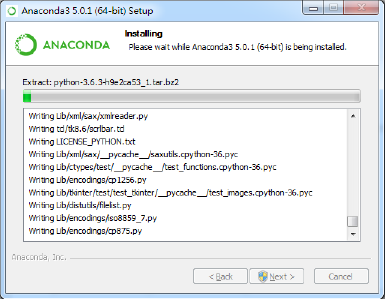 Anaconda3 5.0.1 (64-bit) Setup
ANACONDA
Installing
Please wait while Anaconda3 5.0.1 (64-bit) is being installed.
Extract: python-3.6.3-h9e2ca53_1.tar.bz2
Writing Lib/xml/sax/xmlreader.py
Writing tcl/tk8.6/scrlbar.tcl
Writing LICENSE_PYTHON.txt
Writing Lib/xml/sax/__pycache__/saxutils.cpython-36.pyc
Writing Lib/ctypes/test/__pycache__/test_functions.cpython-36.pyc
Writing Lib/tkinter/test/test_tkinter/__pycache__/test_images.cpython-36.pyc
Writing Lib/distutils/filelist.py
Writing Lib/encodings/cp1256.py
Writing Lib/encodings/iso8859_7.py
Writing Lib/encodings/cp875.py
Anaconda, Inc.
< Back
Next >
Cancel